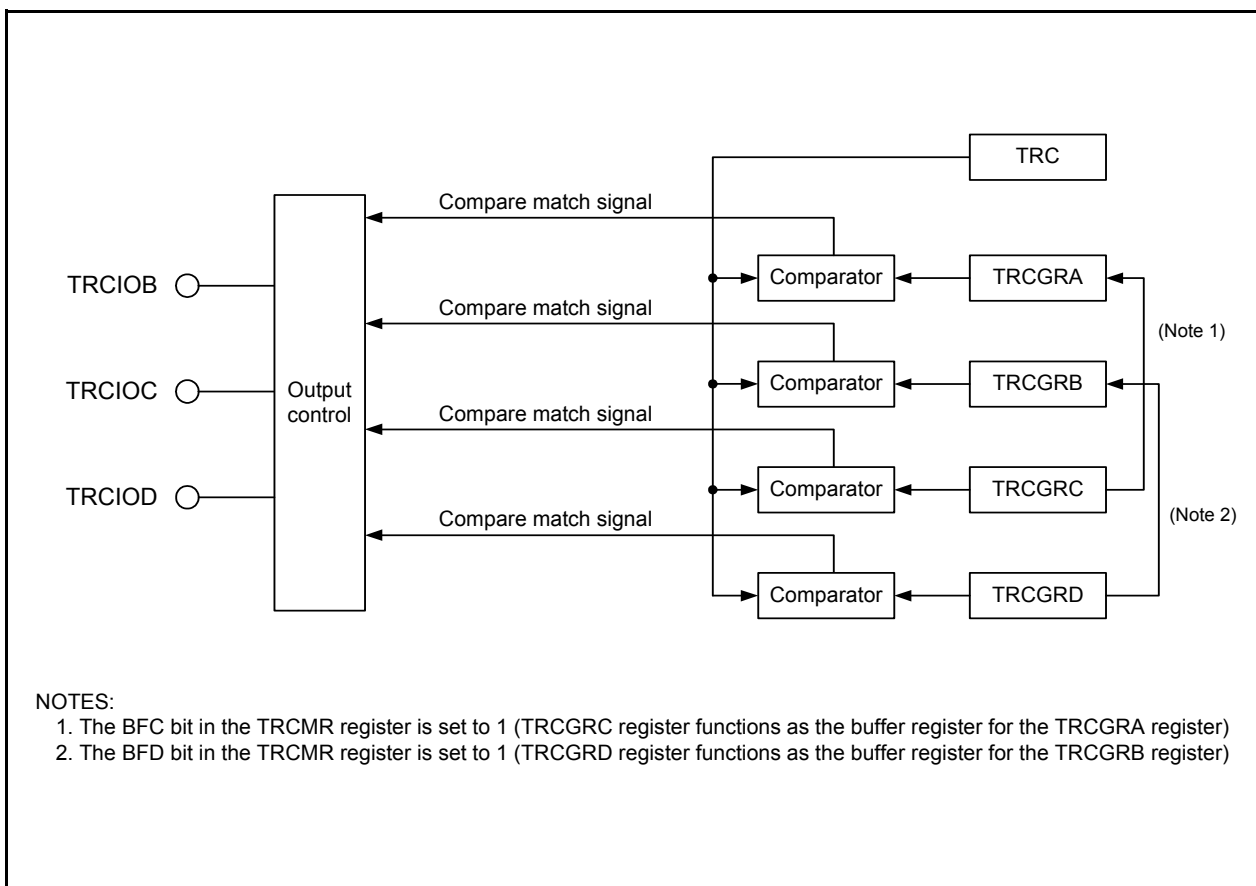 TRC
Compare match signal
Comparator
TRCGRA
TRCIOB
(Note 1)
Compare match signal
Comparator
TRCGRB
TRCIOC
Output
control
Compare match signal
Comparator
TRCGRC
TRCIOD
(Note 2)
Compare match signal
Comparator
TRCGRD
NOTES:
1. The BFC bit in the TRCMR register is set to 1 (TRCGRC register functions as the buffer register for the TRCGRA register)
2. The BFD bit in the TRCMR register is set to 1 (TRCGRD register functions as the buffer register for the TRCGRB register)